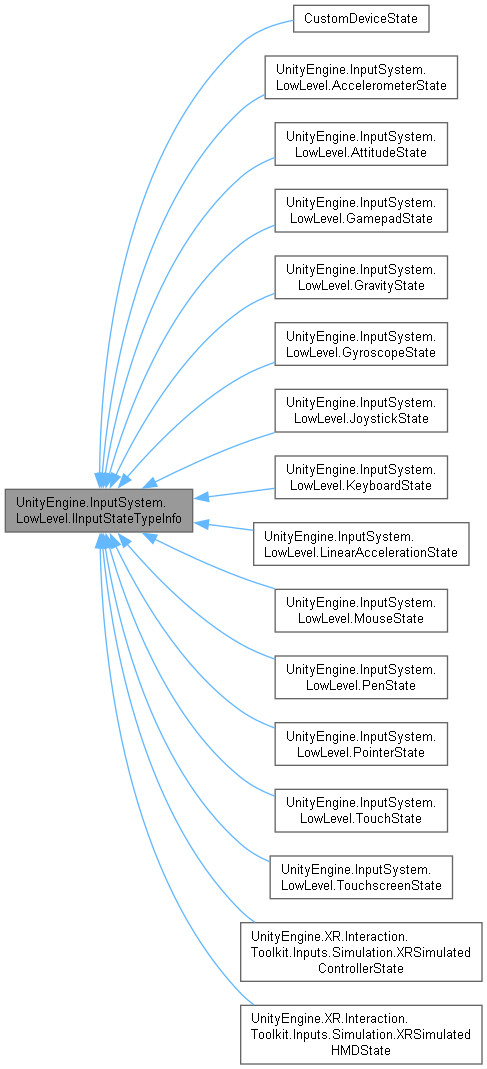 CustomDeviceState
UnityEngine.InputSystem.
LowLevel.AccelerometerState
UnityEngine.InputSystem.
LowLevel.AttitudeState
UnityEngine.InputSystem.
LowLevel.GamepadState
UnityEngine.InputSystem.
LowLevel.GravityState
UnityEngine.InputSystem.
LowLevel.GyroscopeState
UnityEngine.InputSystem.
LowLevel.JoystickState
UnityEngine.InputSystem.
LowLevel.KeyboardState
UnityEngine.InputSystem.
LowLevel.IInputStateTypeInfo
UnityEngine.InputSystem.
LowLevel.LinearAccelerationState
UnityEngine.InputSystem.
LowLevel.MouseState
UnityEngine.InputSystem.
LowLevel.PenState
UnityEngine.InputSystem.
LowLevel.PointerState
UnityEngine.InputSystem.
LowLevel.TouchState
UnityEngine.InputSystem.
LowLevel.TouchscreenState
UnityEngine.XR.Interaction.
Toolkit.Inputs.Simulation.XRSimulated
ControllerState
UnityEngine.XR.Interaction.
Toolkit.Inputs.Simulation.XRSimulated
HMDState